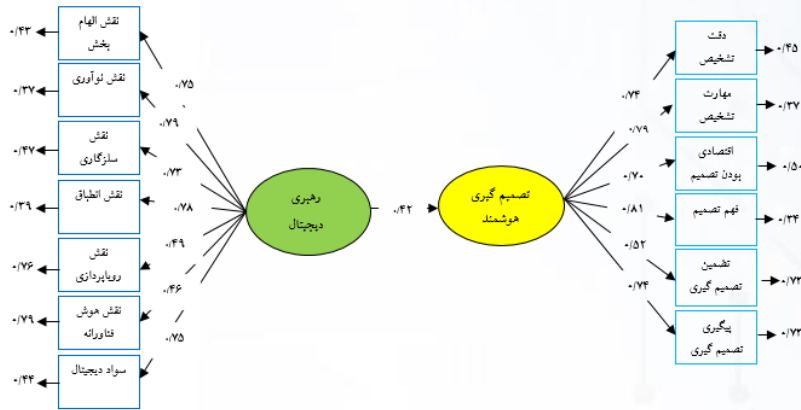 دقت
تشخیص
۰/۴۵
۰/۷۴
مهارت
تشخیص
۰/۳۷
۰/۷۹
اقتصادی
بودن تصمیم
۰/۵۰
۰/۷۰
فهم تصمیم
۰/۳۴
۰/۸۱
تضمین
تصمیم گیری
۰/۷۲
۰/۵۲
پیگیری
تصمیم گیری
۰/۷۲
۰/۷۴
تصمیم گیری
هوشمند
۰/۴۲
رهبری
دیجیتال
۰/۷۵
نقش الهام
بخش
۰/۴۳
۰/۷۹
نقش نوآوری
۰/۳۷
۰/۷۳
نقش
سلزگاری
۰/۴۷
۰/۷۸
نقش انطباق
۰/۳۹
۰/۴۹
نقش
رویاپردازی
۰/۷۶
۰/۴۶
نقش هوش
فناورانه
۰/۷۹
۰/۷۵
سواد دیجیتال
۰/۴۴